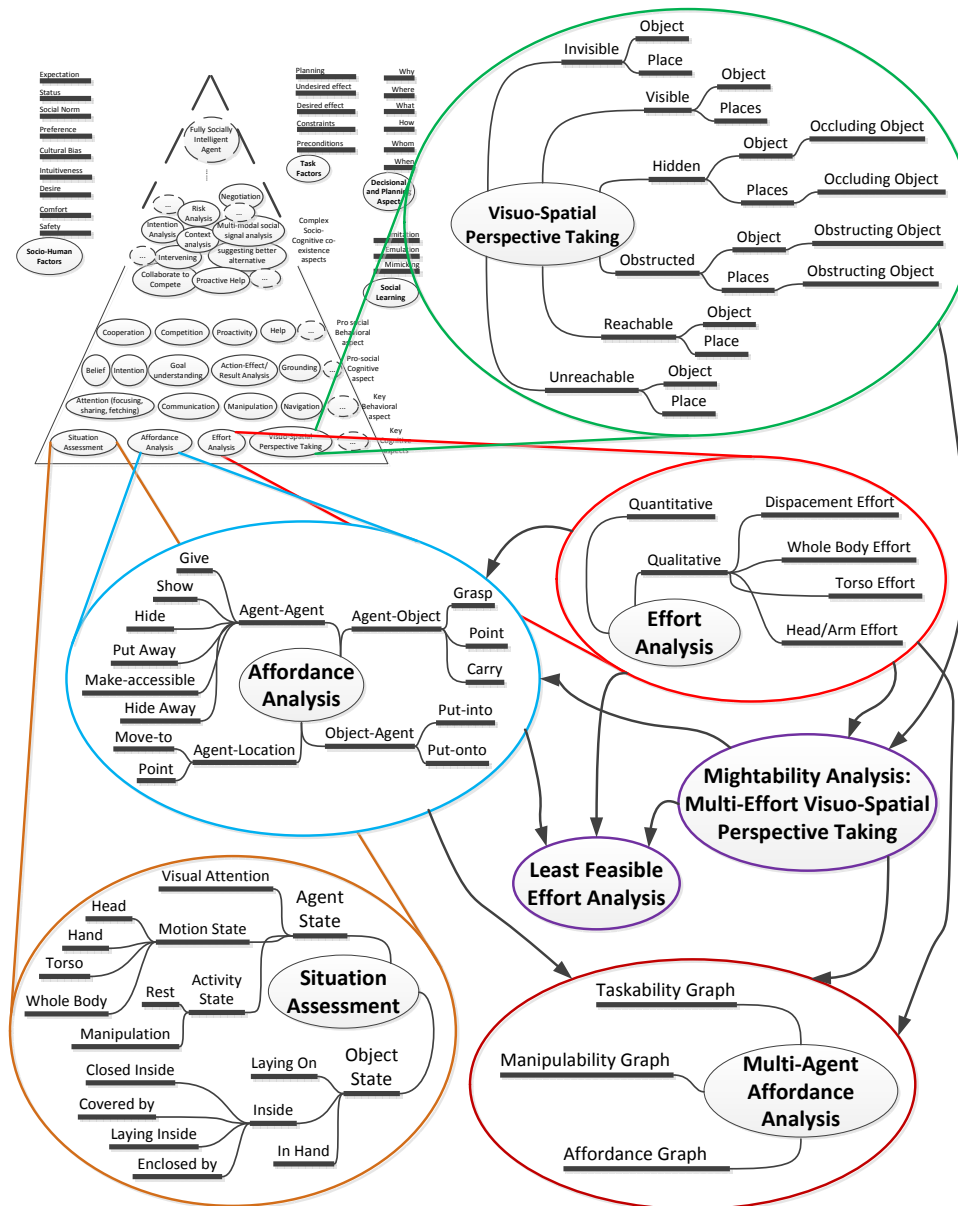 Expectation
Status
Social Norm
Preference
Cultural Bias
Intuitiveness
Desire
Comfort
Safety
Socio-Human
Factors
Planning
Undesired effect
Desired effect
Constraints
Preconditions
Task
Factors
Why
Where
What
How
Whom
When
Decisional
and Planning
Aspect
Emulation
Mimicking
Social
Learning
Fully Socially
Intelligent
Agent
...
Negotiation
...
Risk
Analysis
Intention
Analysis
Context
analysis
Multi-modal social
signal analysis
...
Intervening
suggesting better
alternative
Collaborate to
Compete
Proactive Help
...
Complex
Socio-
Cognitive co-
existence
aspects
Cooperation
Competition
Proactivity
Help
...
Pro social
Behavioral
aspect
Belief
Intention
Goal
understanding
Action-Effect/
Result Analysis
Grounding
...
Pro-social
Cognitive
aspect
Attention (focusing,
sharing, fetching)
Communication
Manipulation
Navigation
...
Key
Behavioral
aspect
Situation
Assessment
Affordance
Analysis
Effort
Analysis
Visuo-Spatial
Perspective Taking
...
Key
Cognitive
aspects
Visuo-Spatial
Perspective Taking
Invisible
Object
Place
Visible
Object
Places
Hidden
Object
Occluding Object
Places
Occluding Object
Obstructed
Object
Obstructing Object
Places
Obstructing Object
Reachable
Object
Place
Unreachable
Object
Place
Effort
Analysis
Quantitative
Qualitative
Dispacement Effort
Whole Body Effort
Torso Effort
Head/Arm Effort
Affordance
Analysis
Agent-Agent
Give
Show
Hide
Put Away
Make-accessible
Hide Away
Agent-Object
Grasp
Point
Carry
Agent-Location
Move-to
Point
Object-Agent
Put-into
Put-onto
Mightability Analysis:
Multi-Effort Visuo-Spatial
Perspective Taking
Least Feasible
Effort Analysis
Situation
Assessment
Agent
State
Visual Attention
Motion State
Head
Hand
Torso
Whole Body
Activity
State
Rest
Manipulation
Object
State
Laying On
Inside
Closed Inside
Covered by
Laying Inside
Enclosed by
In Hand
Multi-Agent
Affordance
Analysis
Taskability Graph
Manipulability Graph
Affordance Graph